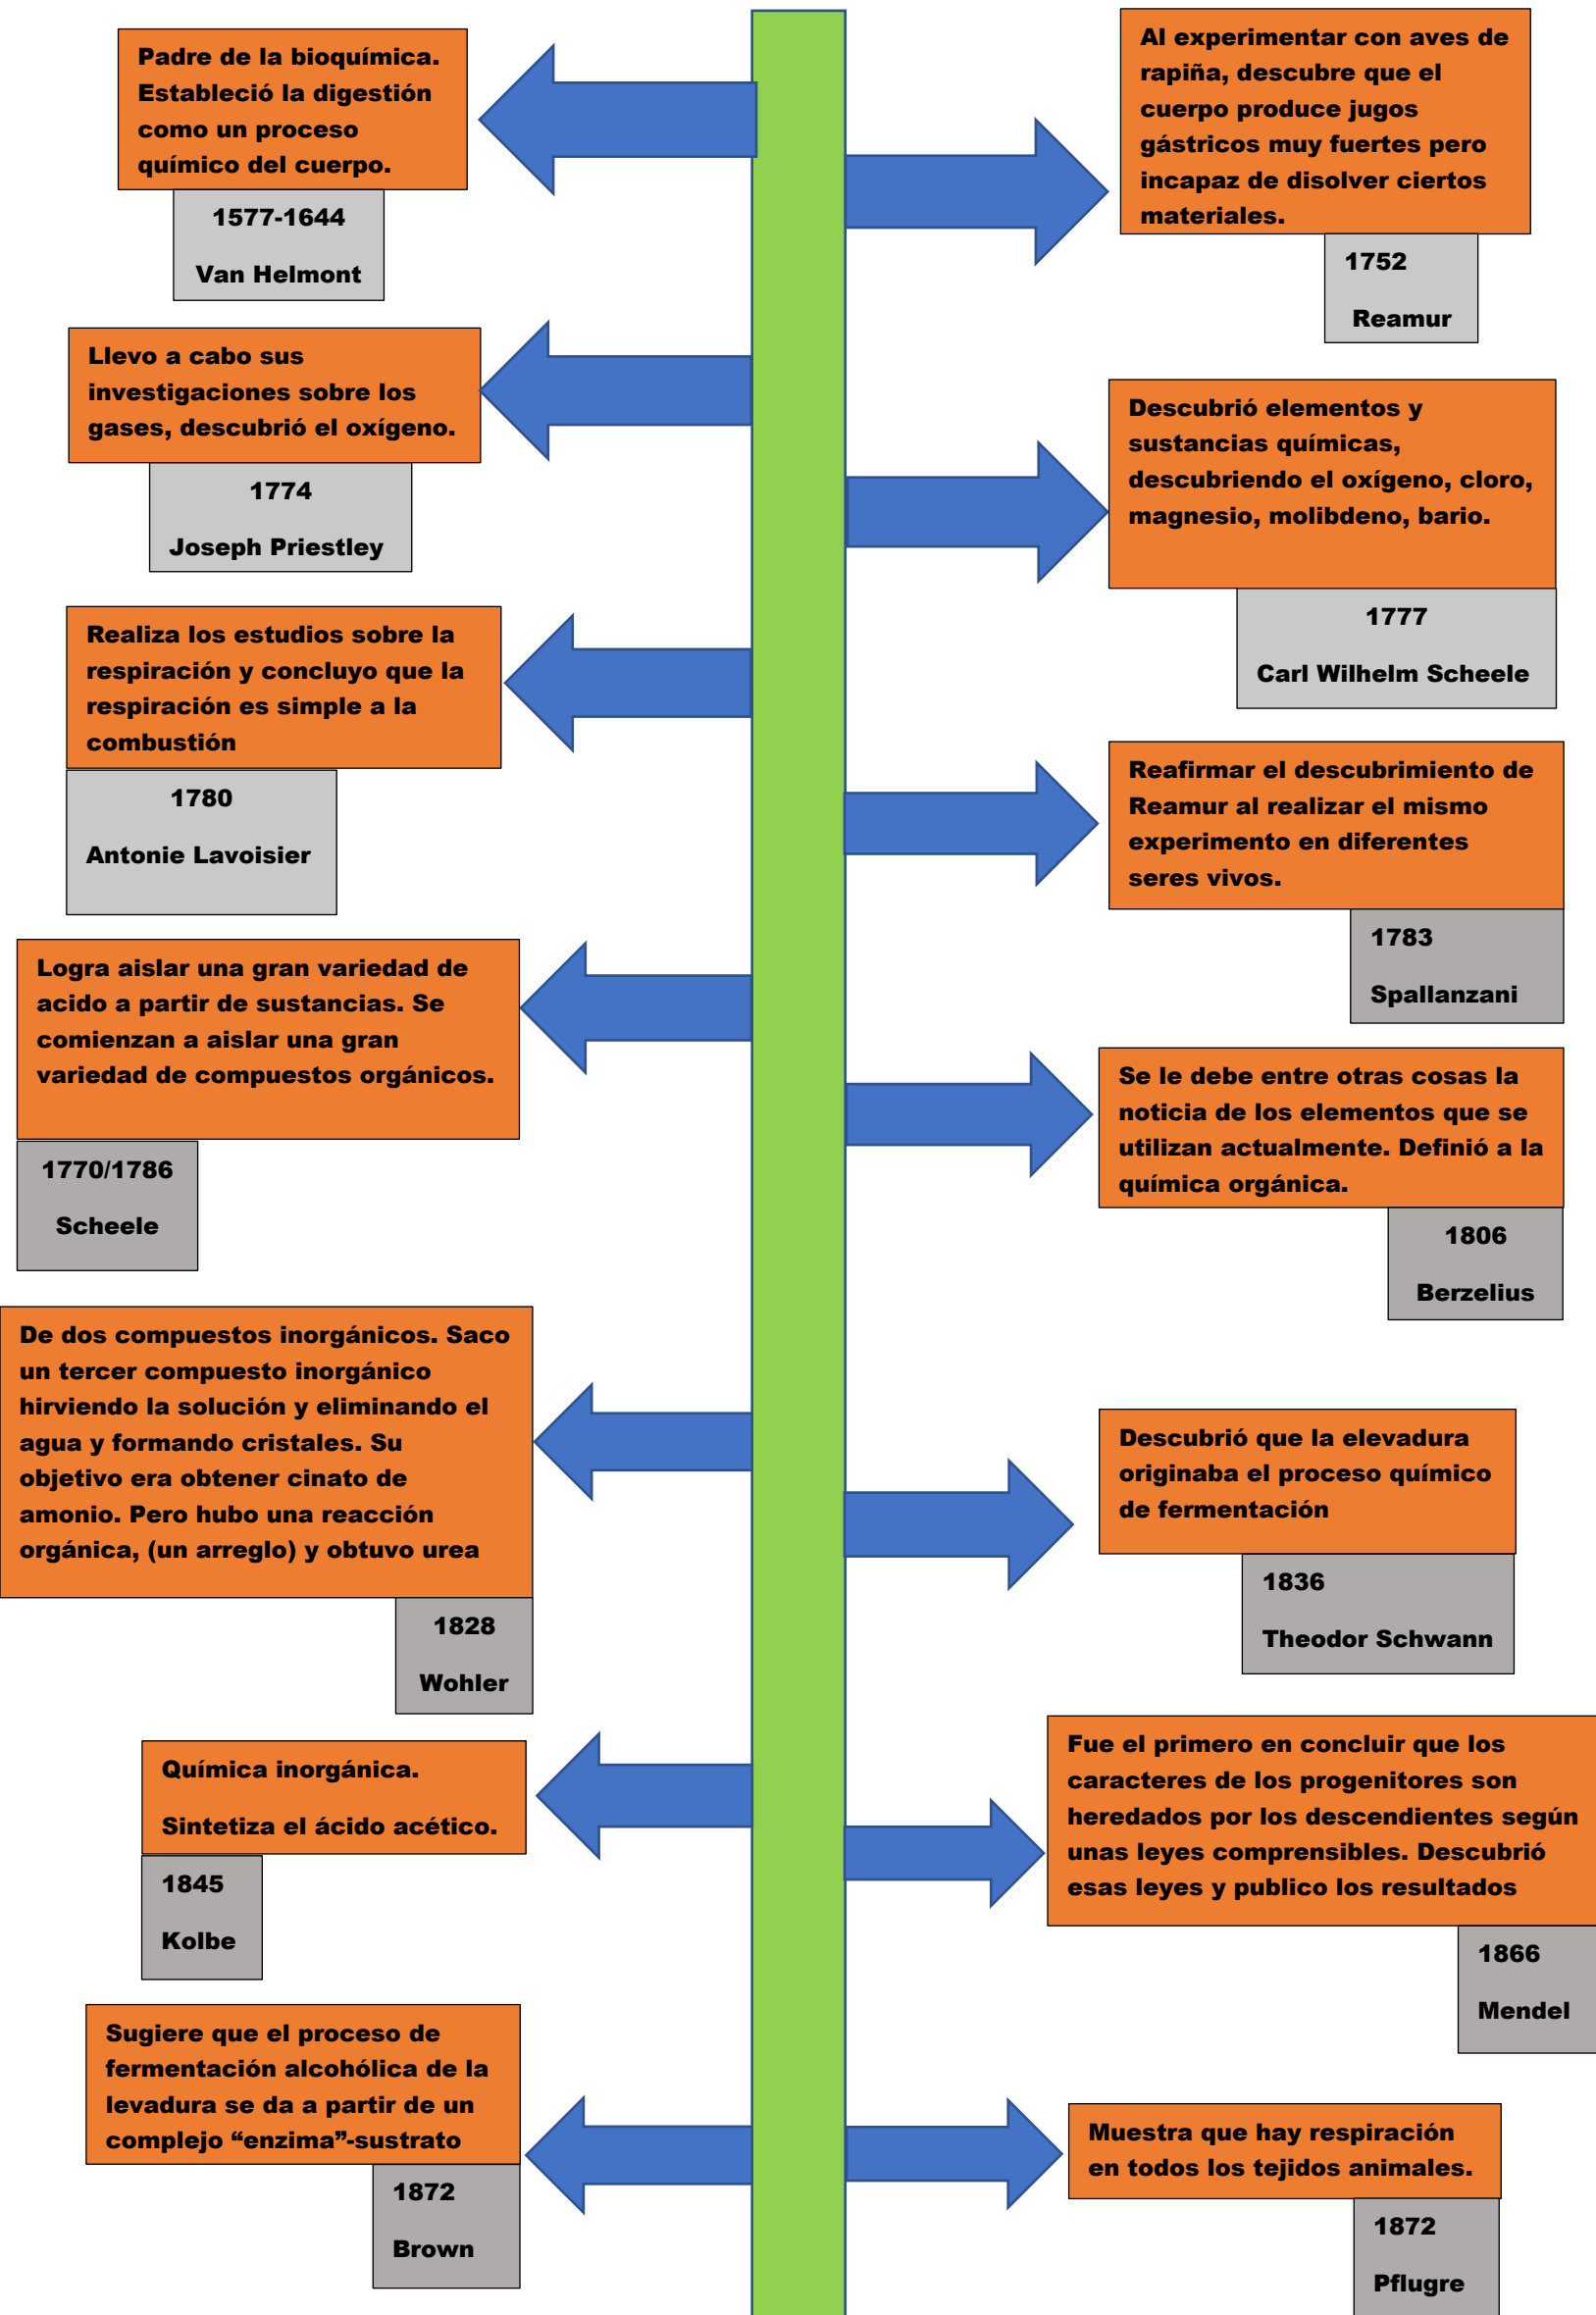 Padre de la bioquímica.
Estableció la digestión
como un proceso
químico del cuerpo.
1577-1644
Van Helmont
Al experimentar con aves de
rapiña, descubre que el
cuerpo produce jugos
gástricos muy fuertes pero
incapaz de disolver ciertos
materiales.
1752
Reamur
Llevo a cabo sus
investigaciones sobre los
gases, descubrió el oxígeno.
1774
Joseph Priestley
Descubrió elementos y
sustancias químicas,
descubriendo el oxígeno, cloro,
magnesio, molibdeno, bario.
1777
Carl Wilhelm Scheele
Realiza los estudios sobre la
respiración y concluyo que la
respiración es simple a la
combustión
1780
Antonie Lavoisier
Reafirmar el descubrimiento de
Reamur al realizar el mismo
experimento en diferentes
seres vivos.
1783
Spallanzani
Logra aislar una gran variedad de
acido a partir de sustancias. Se
comienzan a aislar una gran
variedad de compuestos orgánicos.
1770/1786
Scheele
Se le debe entre otras cosas la
noticia de los elementos que se
utilizan actualmente. Definió a la
química orgánica.
1806
Berzelius
De dos compuestos inorgánicos. Saco
un tercer compuesto inorgánico
hirviendo la solución y eliminando el
agua y formando cristales. Su
objetivo era obtener cinato de
amonio. Pero hubo una reacción
orgánica, (un arreglo) y obtuvo urea
1828
Wohler
Descubrió que la elevadura
originaba el proceso químico
de fermentación
1836
Theodor Schwann
Química inorgánica.
Sintetiza el ácido acético.
1845
Kolbe
Fue el primero en concluir que los
caracteres de los progenitores son
heredados por los descendientes según
unas leyes comprensibles. Descubrió
esas leyes y publico los resultados
1866
Mendel
Sugiere que el proceso de
fermentación alcohólica de la
levadura se da a partir de un
complejo “enzima”-sustrato
1872
Brown
Muestra que hay respiración
en todos los tejidos animales.
1872
Pflugre